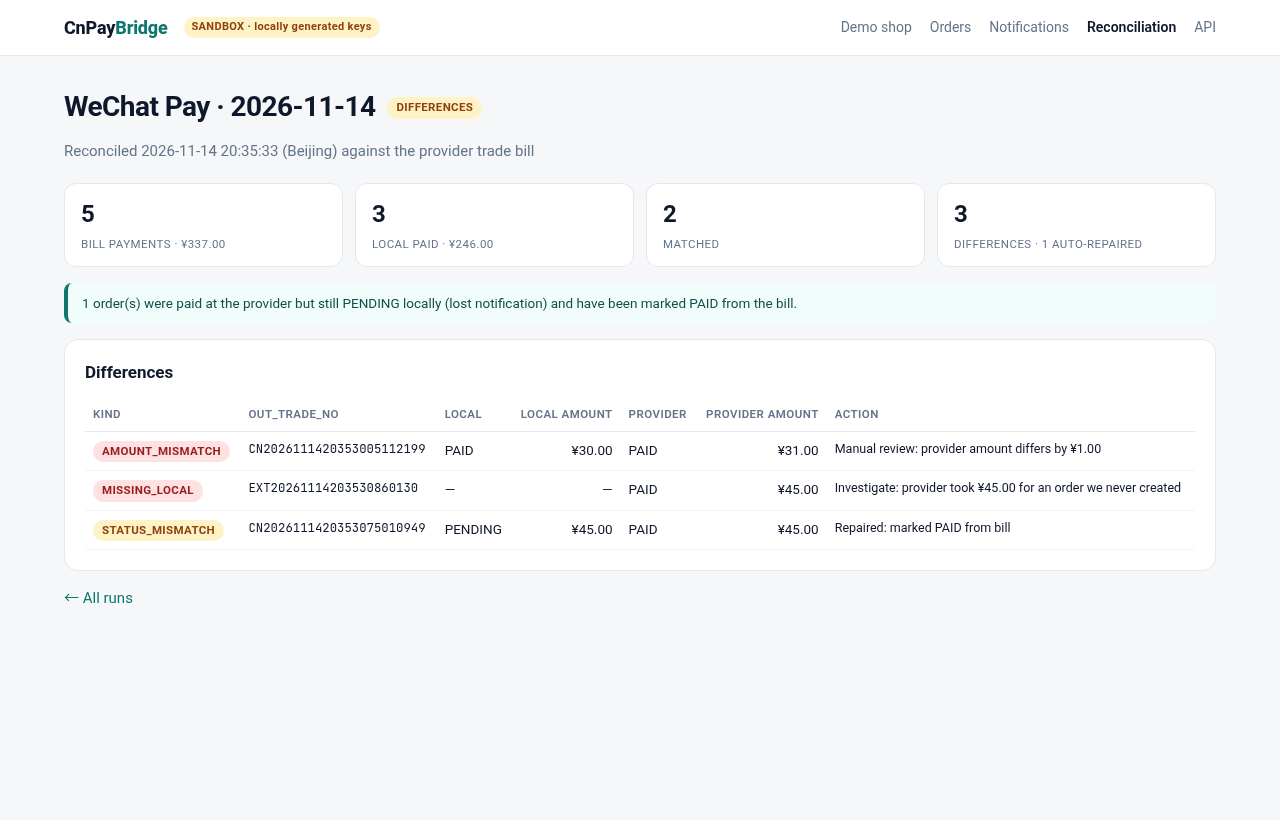 CnPayBridge SANDBOX · locally generated keys Demo shop Orders Notifications Reconciliation API
WeChat Pay · 2026-11-14 DIFFERENCES
Reconciled 2026-11-14 20:35:33 (Beijing) against the provider trade bill
5 3 2 3
BILL PAYMENTS · ¥337.00 LOCAL PAID · ¥246.00 MATCHED DIFFERENCES · 1 AUTO-REPAIRED
1 order(s) were paid at the provider but still PENDING locally (lost notification) and have been marked PAID from the bill.
Differences
KIND OUT_TRADE_NO LOCAL LOCAL AMOUNT PROVIDER PROVIDER AMOUNT ACTION
AMOUNT_MISMATCH CN2026111420353005112199 PAID ¥30.00 PAID ¥31.00 Manual review: provider amount differs by ¥1.00
MISSING_LOCAL EXT20261114203530860130 — — PAID ¥45.00 Investigate: provider took ¥45.00 for an order we never created
STATUS_MISMATCH CN2026111420353075010949 PENDING ¥45.00 PAID ¥45.00 Repaired: marked PAID from bill
← All runs